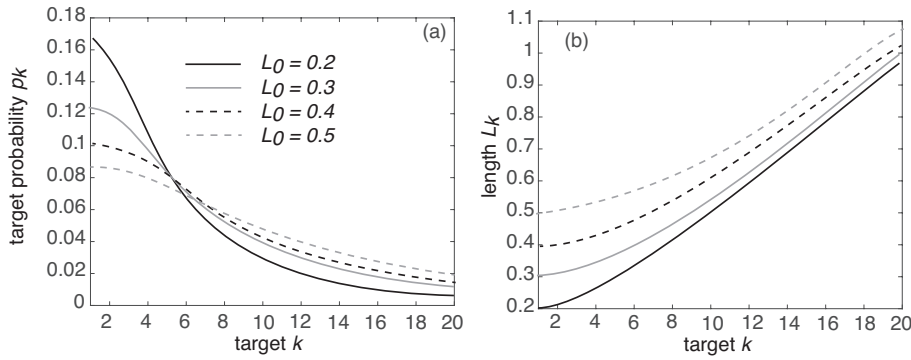 0.18
0.16
0.14
0.12
0.1
0.08
0.06
0.04
0.02
0
target probability pk
(a)
L0 = 0.2
L0 = 0.3
L0 = 0.4
L0 = 0.5
2 4 6 8 10 12 14 16 18 20
target k
1.1
1
0.9
0.8
0.7
0.6
0.5
0.4
0.3
0.2
length Lk
(b)
2 4 6 8 10 12 14 16 18 20
target k